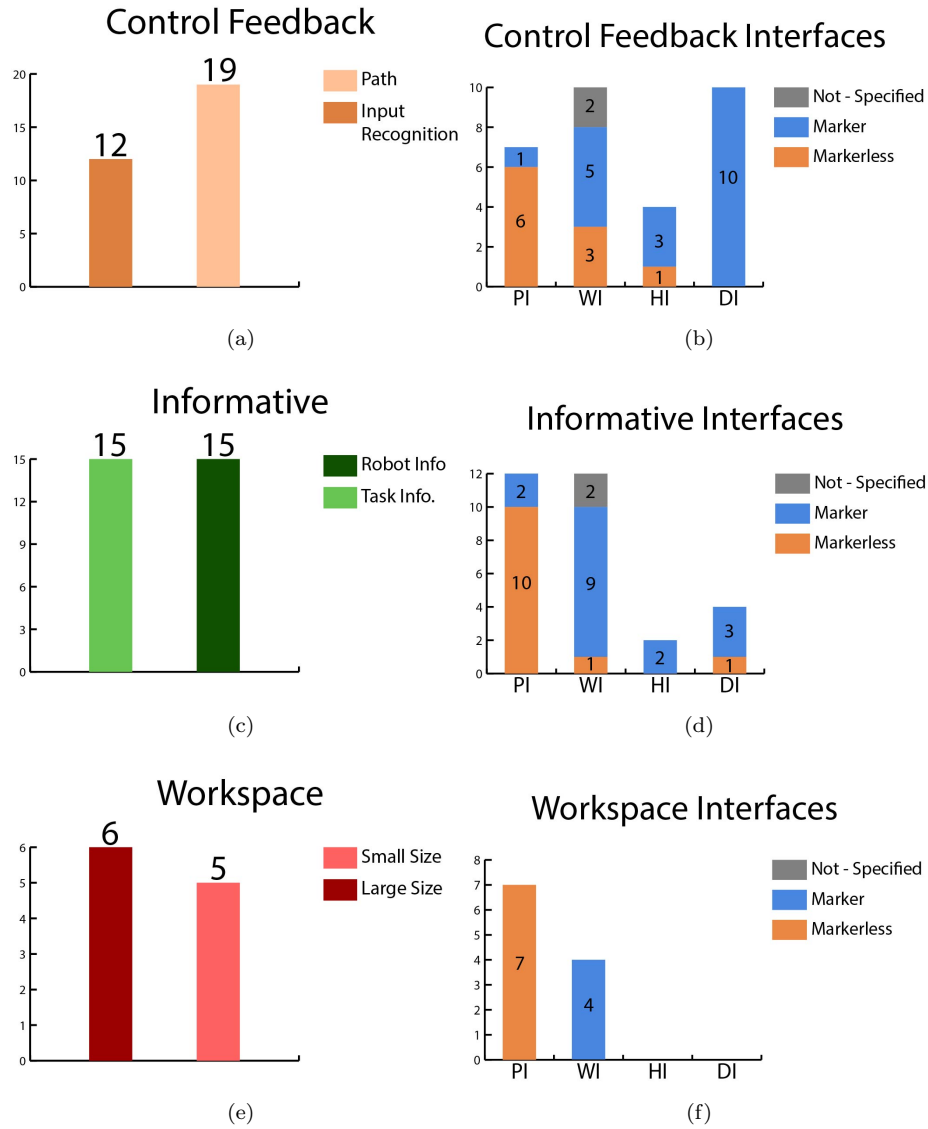 Control Feedback
20
15
10
5
0
12
19
Path
Input
Recognition
(a)
Control Feedback Interfaces
10
8
6
4
2
0
1
6
2
5
3
3
1
10
PI WI HI DI
Not - Specified
Marker
Markerless
(b)
Informative
15
12
9
6
3
0
15
15
Robot Info
Task Info.
(c)
Informative Interfaces
12
10
8
6
4
2
0
2
10
2
9
1
2
3
1
PI WI HI DI
Not - Specified
Marker
Markerless
(d)
Workspace
6
5
4
3
2
1
0
6
5
Small Size
Large Size
(e)
Workspace Interfaces
8
7
6
5
4
3
2
1
0
7
4
PI WI HI DI
Not - Specified
Marker
Markerless
(f)